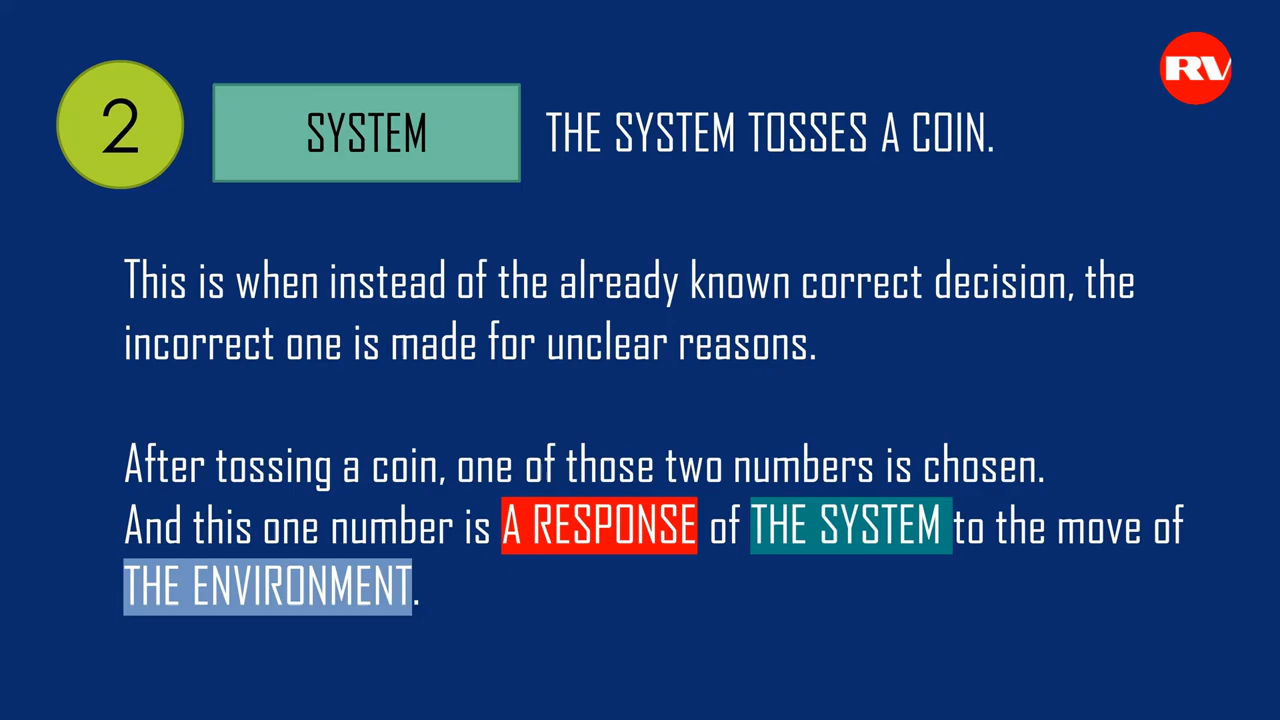 2
SYSTEM
THE SYSTEM TOSSES A COIN.
RV
This is when instead of the already known correct decision, the
incorrect one is made for unclear reasons.
After tossing a coin, one of those two numbers is chosen.
And this one number is A RESPONSE of THE SYSTEM to the move of
THE ENVIRONMENT.